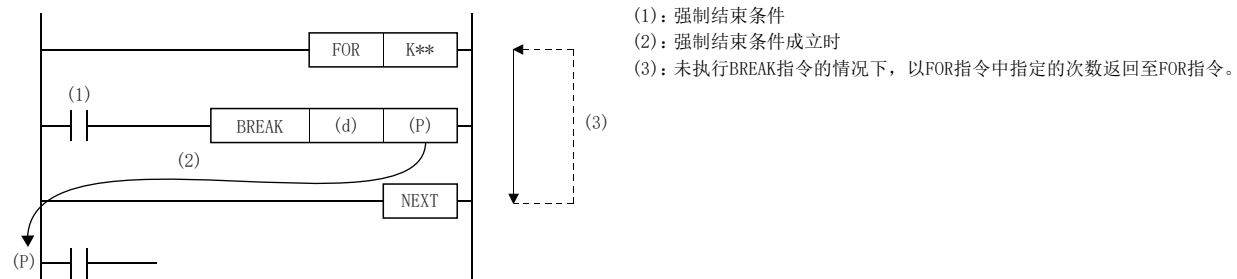 (1)：强制结束条件
(2)：强制结束条件成立时
(3)：未执行BREAK指令的情况下，以FOR指令中指定的次数返回至FOR指令。
FOR K**
(1)
BREAK (d) (P)
(3)
(2)
NEXT
(P)